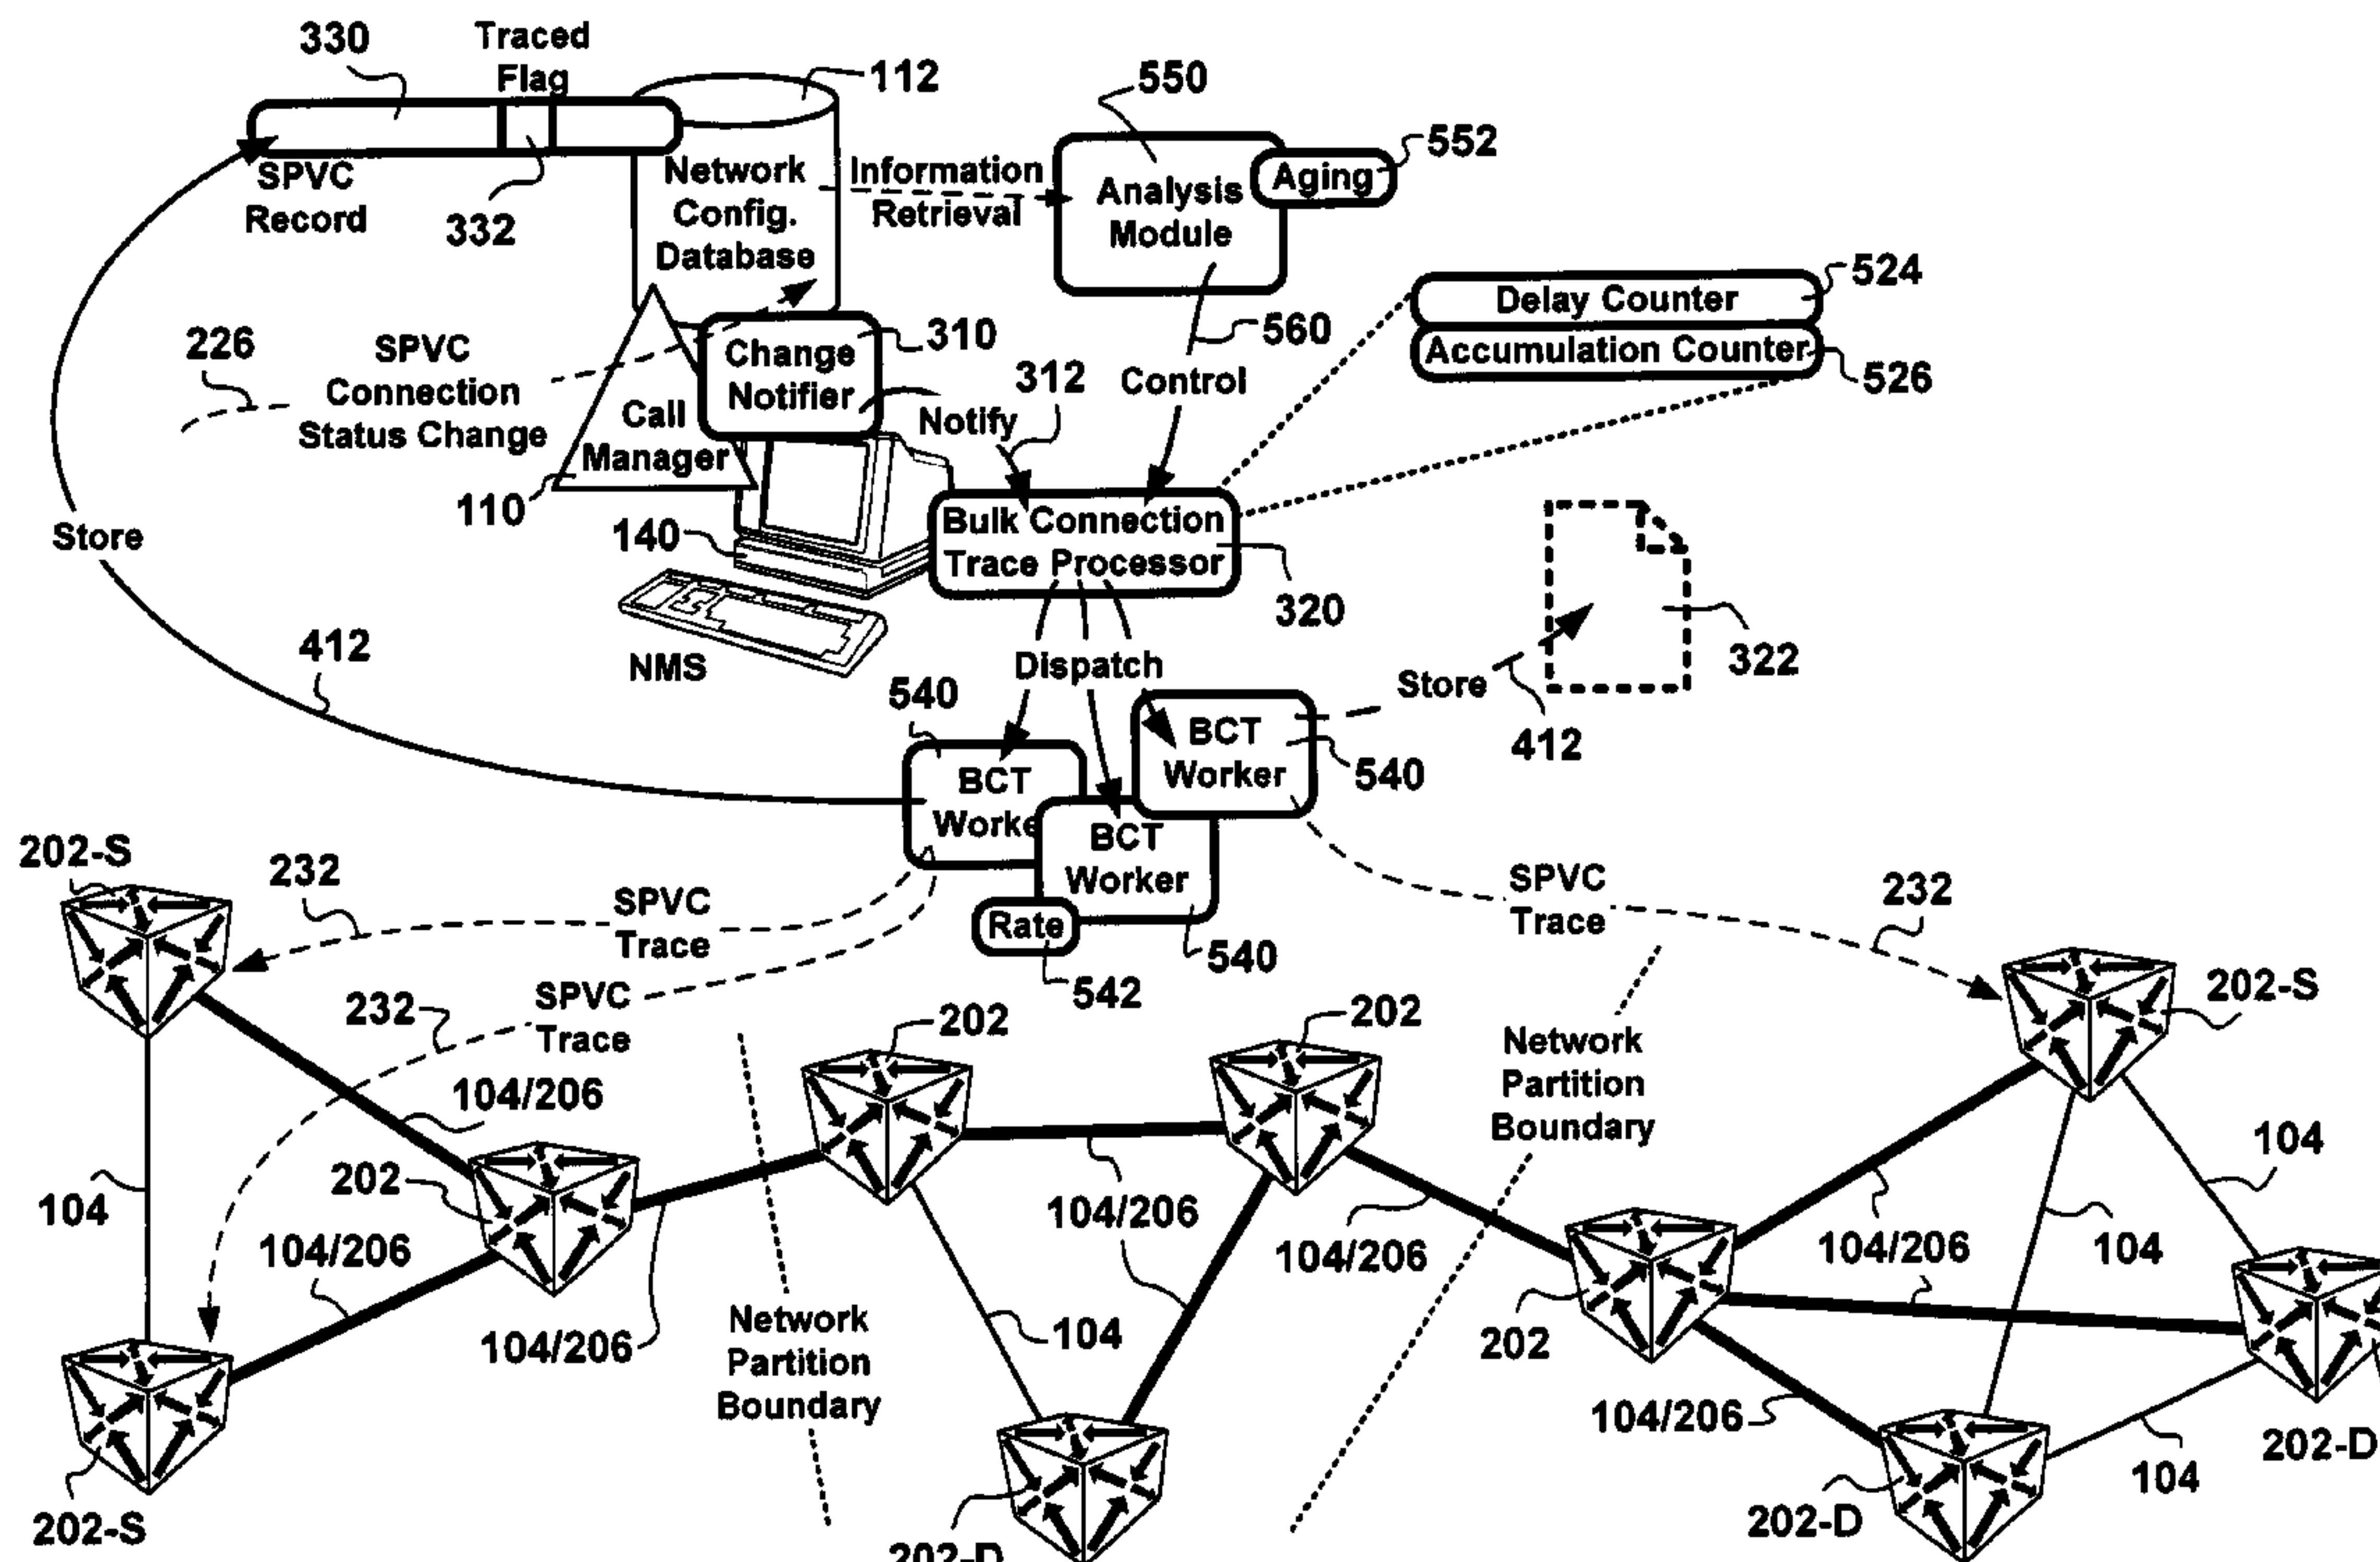 330
Traced
Flag
112
550
552
Aging
SPVC
Record
332
Network
Config.
Database
Information
Retrieval
Analysis
Module
524
Delay Counter
Accumulation Counter
526
560
Control
226
SPVC
Connection
Status Change
Change
Notifier
310
312
Notify
Call
Manager
110
140
Bulk Connection
Trace Processor
320
Store
NMS
Dispatch
412
322
Store
412
540
BCT
Worke
BCT
Worker
540
BCT
Worker
540
Rate
542
202-S
232
SPVC
Trace
SPVC
Trace
232
202-S
232
SPVC
Trace
104/206
202
202
Network
Partition
Boundary
104
202
104/206
104/206
104/206
104/206
104/206
104
104
104
Network
Partition
Boundary
104
202
104/206
202-D
104
202-S
202-D
202-D